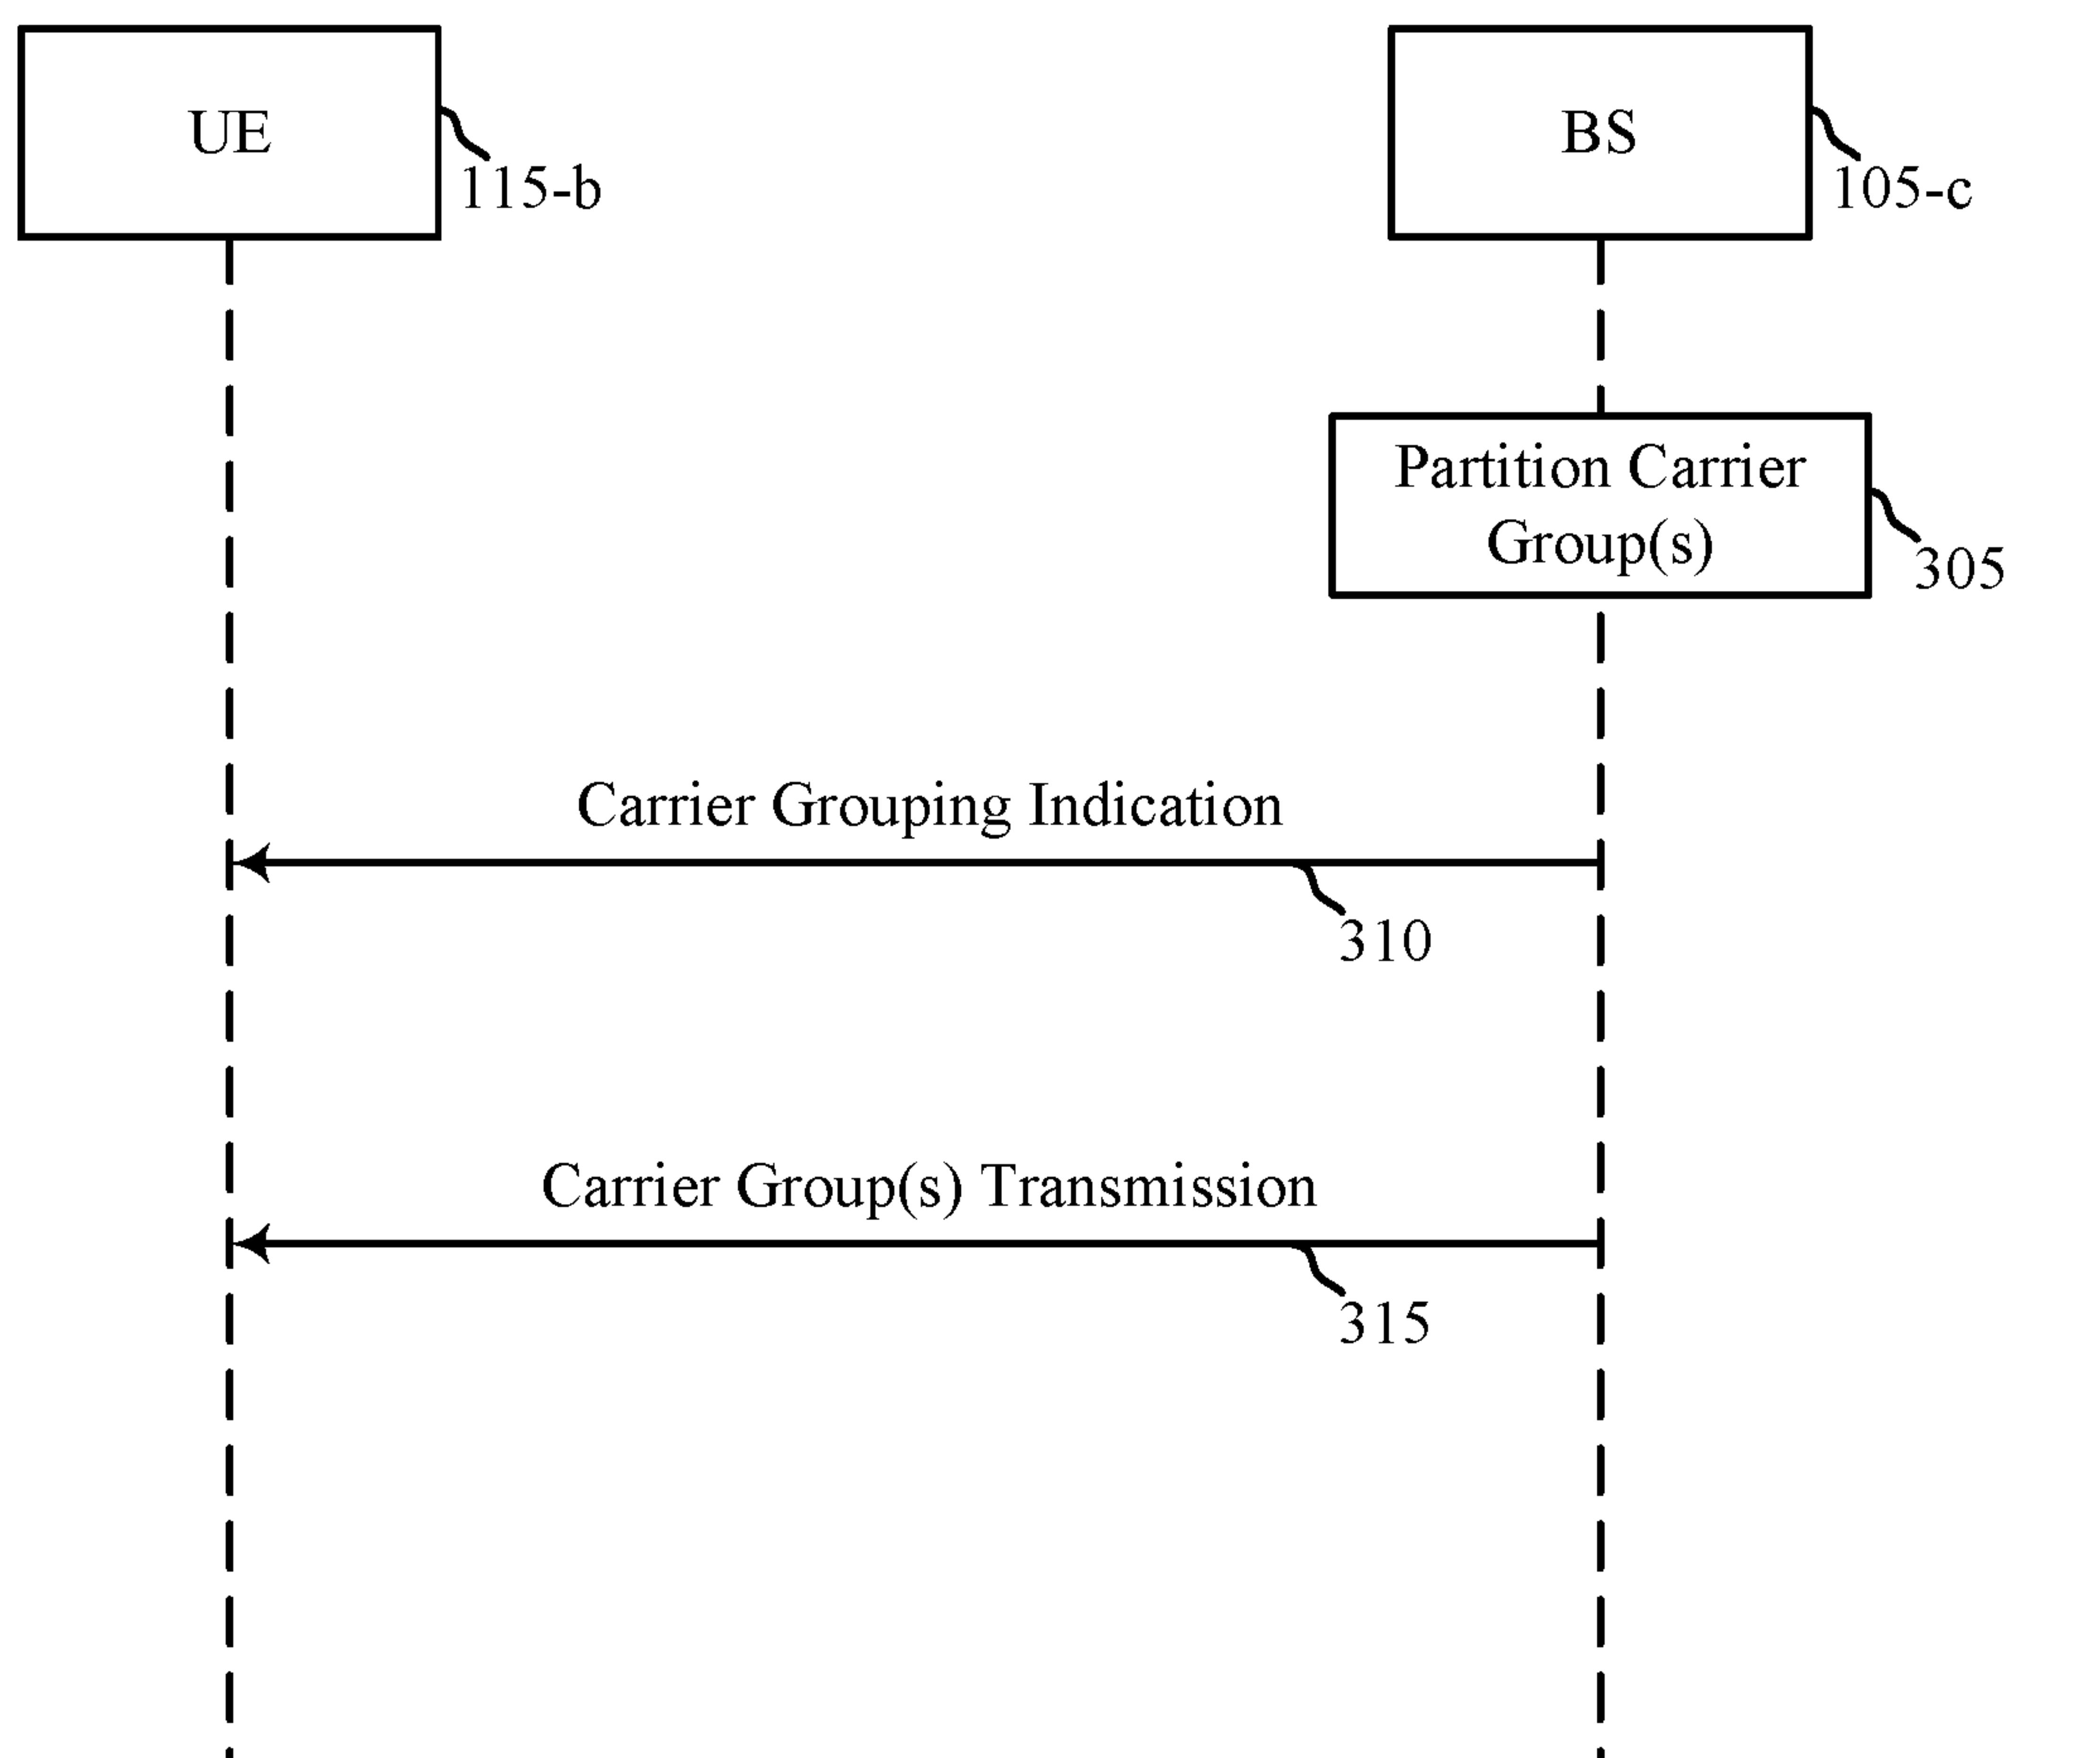 UE
115-b
BS
105-c
Partition Carrier
Group(s)
305
Carrier Grouping Indication
310
Carrier Group(s) Transmission
315